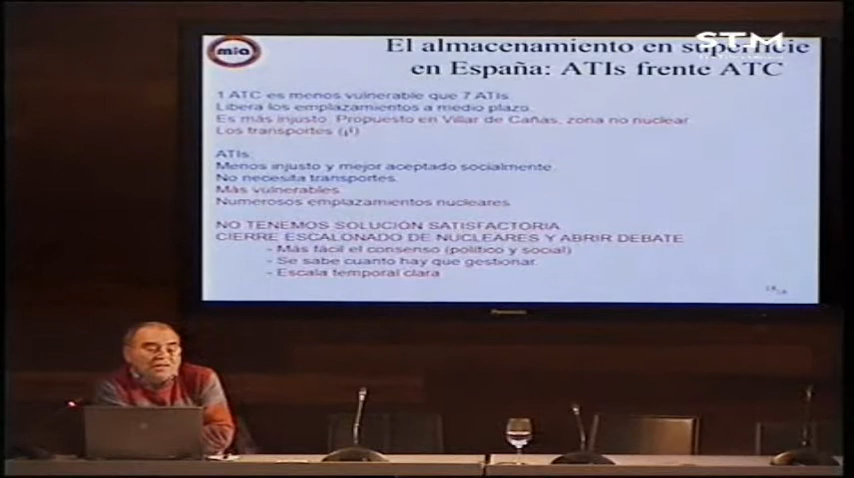 mia
STM
El almacenamiento en superficie
en España: ATIs frente ATC
1 ATC es menos vulnerable que 7 ATIs.
Libera los emplazamientos a medio plazo.
Es más injusto. Propuesto en Villar de Cañas, zona no nuclear.
Los transportes (¡!).
ATIs:
Menos injusto y mejor aceptado socialmente.
No necesita transportes.
Más vulnerables.
Numerosos emplazamientos nucleares.
NO TENEMOS SOLUCIÓN SATISFACTORIA
CIERRE ESCALONADO DE NUCLEARES Y ABRIR DEBATE
- Más fácil el consenso (político y social)
- Se sabe cuanto hay que gestionar.
- Escala temporal clara
Panasonic